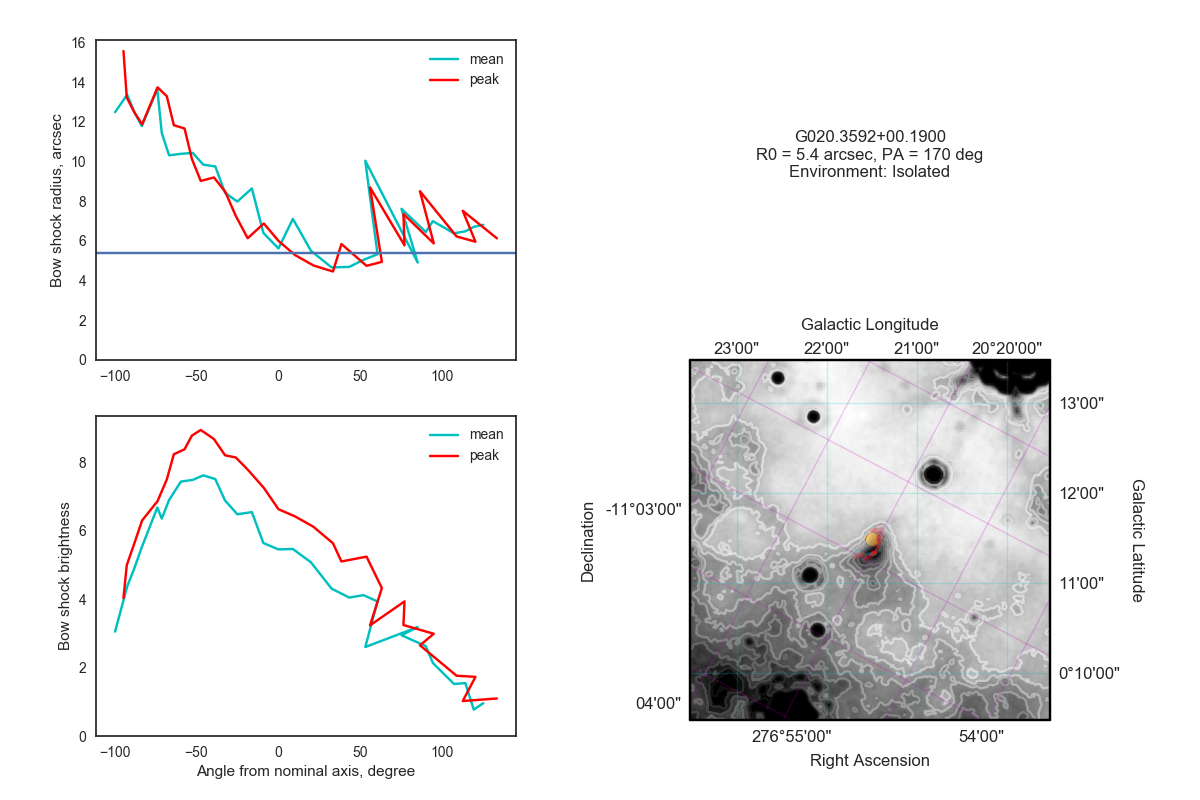 16
14
12
10
8
6
4
2
0
Bow shock radius, arcsec
mean
peak
−100
−50
0
50
100
8
6
4
2
0
Bow shock brightness
mean
peak
−100
−50
0
50
100
Angle from nominal axis, degree
G020.3592+00.1900
R0 = 5.4 arcsec, PA = 170 deg
Environment: Isolated
Galactic Longitude
23'00"
22'00"
21'00"
20°20'00"
13'00"
12'00"
11'00"
0°10'00"
Galactic Latitude
-11°03'00"
04'00"
Declination
276°55'00"
54'00"
Right Ascension